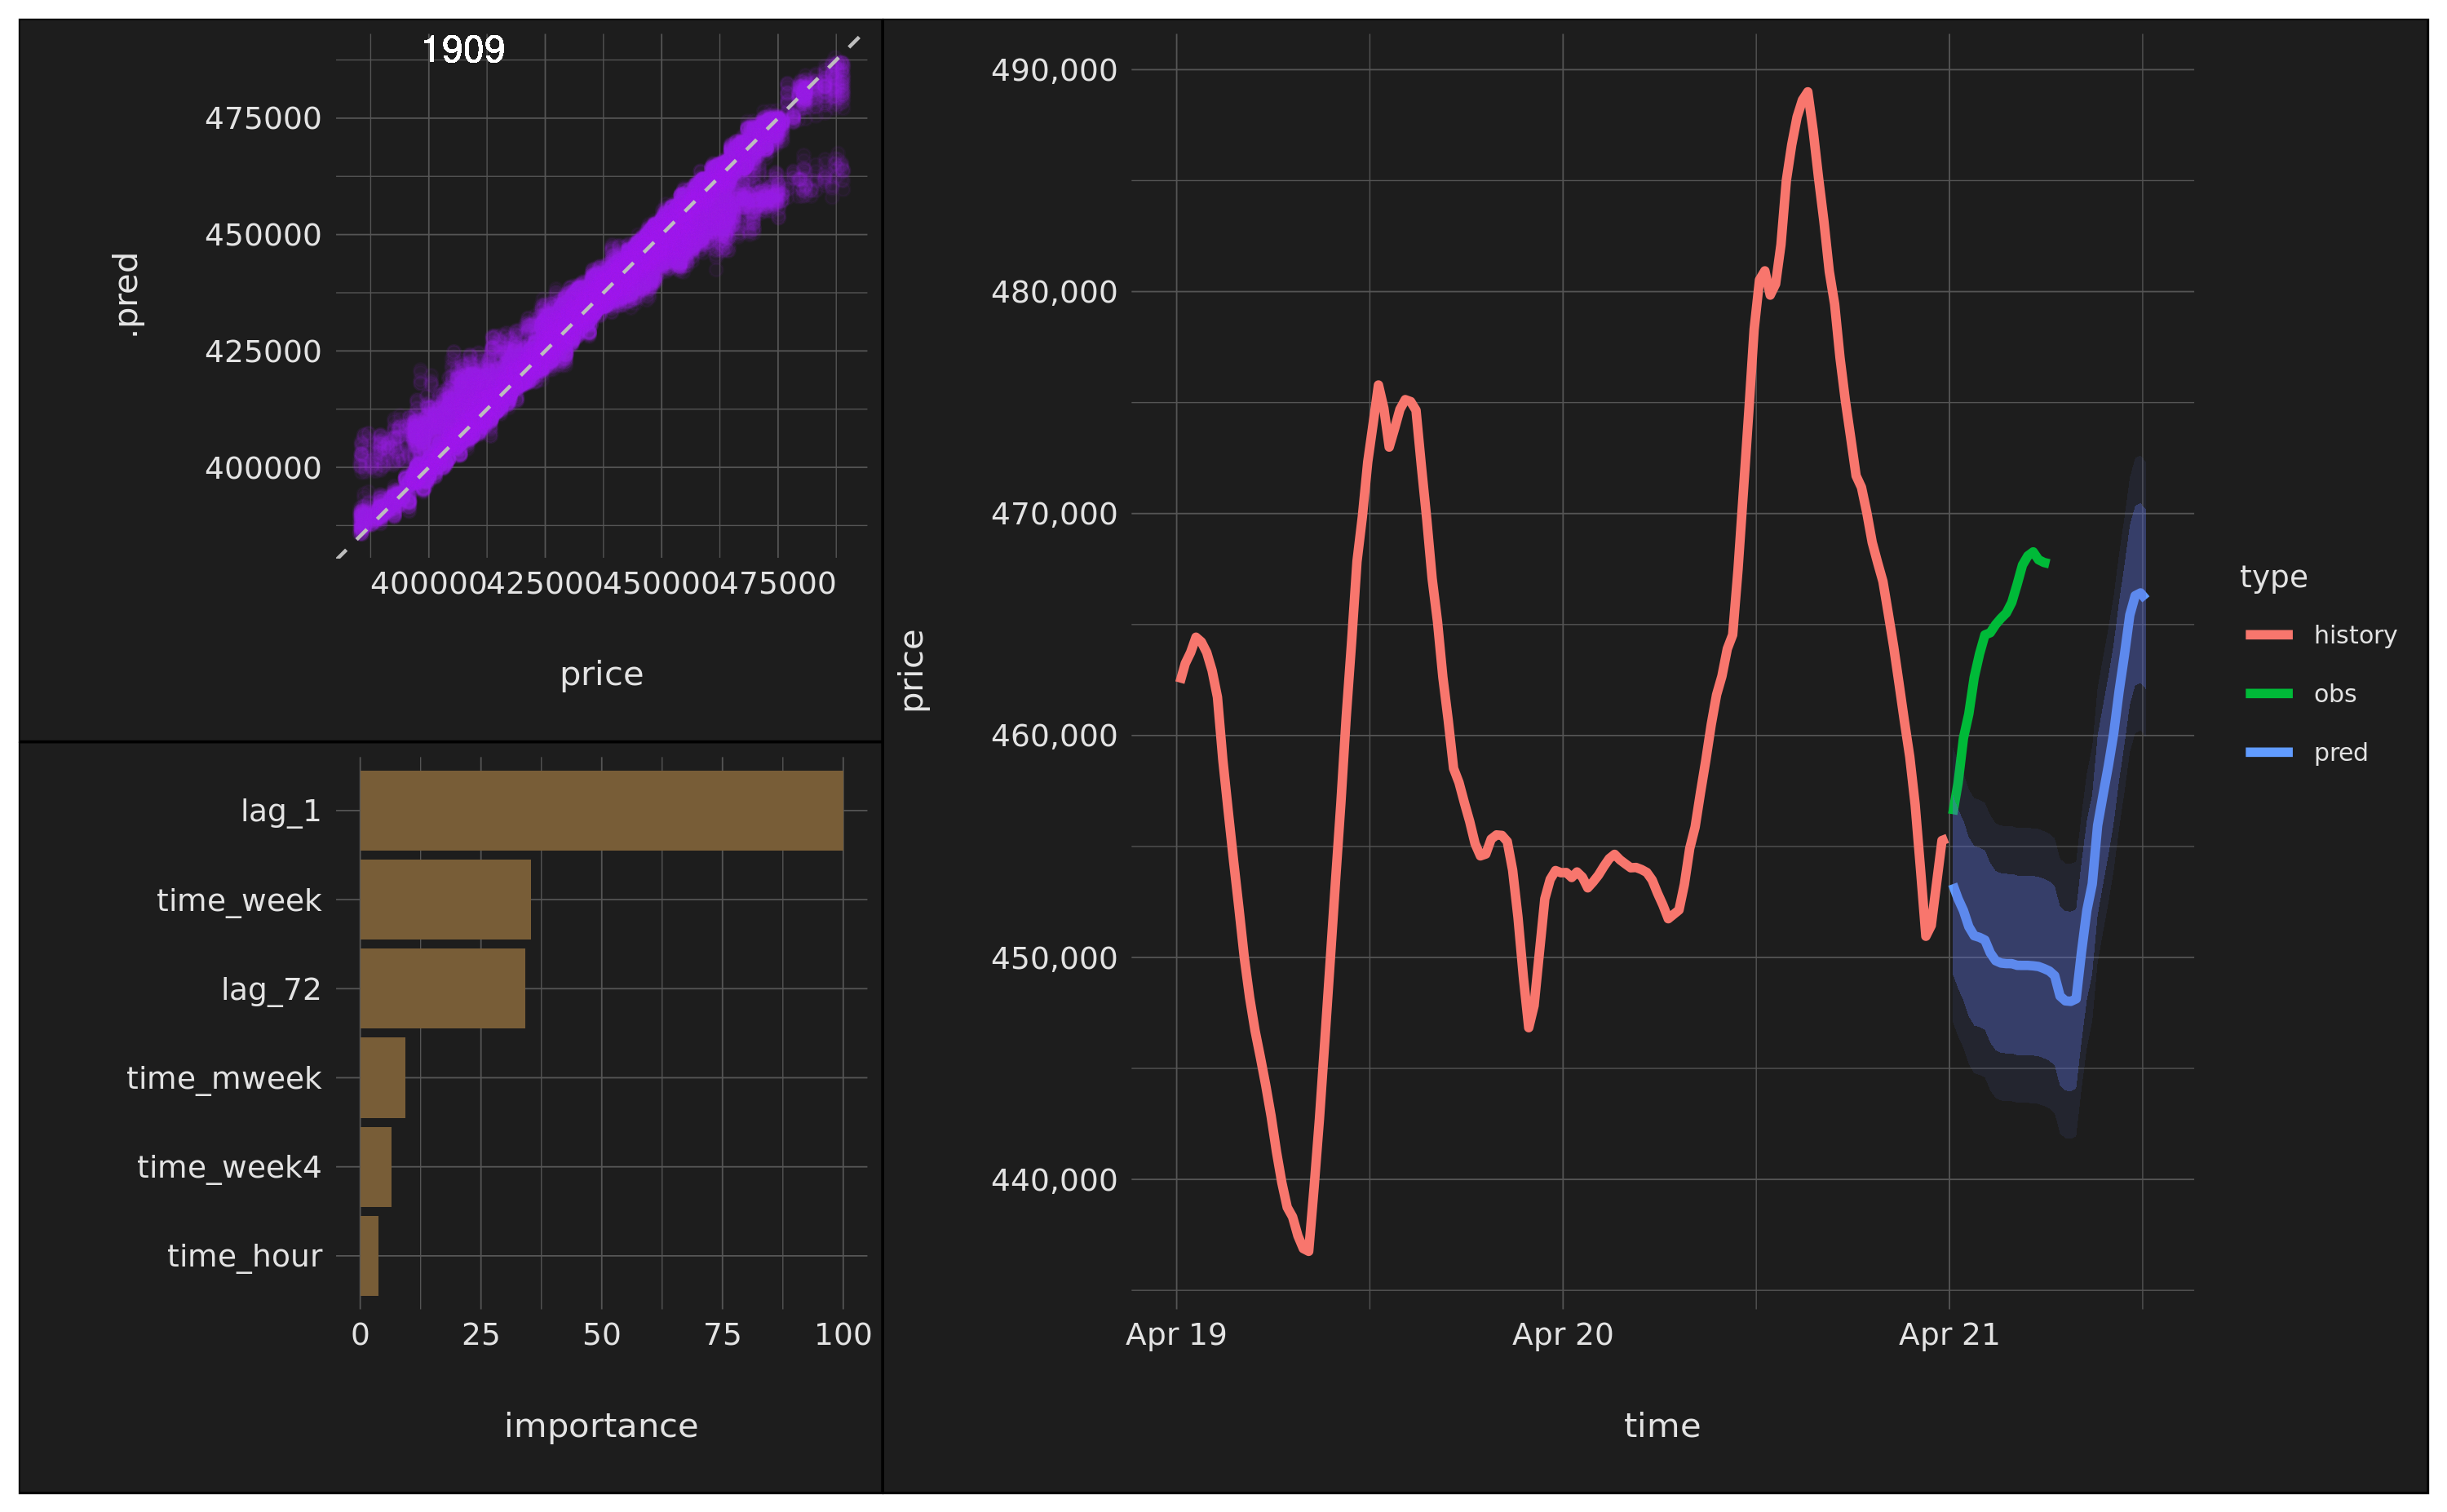 1909
475000
450000
425000
400000
.pred
400000425000450000475000
price
lag_1
time_week
lag_72
time_mweek
time_week4
time_hour
0 25 50 75 100
importance
490,000
480,000
470,000
460,000
450,000
440,000
price
Apr 19 Apr 20 Apr 21
time
type
history
obs
pred